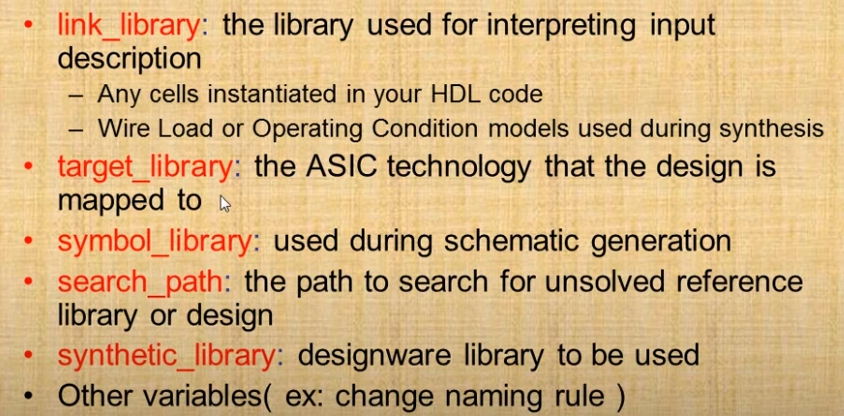 • link_library: the library used for interpreting input
description
– Any cells instantiated in your HDL code
– Wire Load or Operating Condition models used during synthesis
• target_library: the ASIC technology that the design is
mapped to
• symbol_library: used during schematic generation
• search_path: the path to search for unsolved reference
library or design
• synthetic_library: designware library to be used
• Other variables( ex: change naming rule )